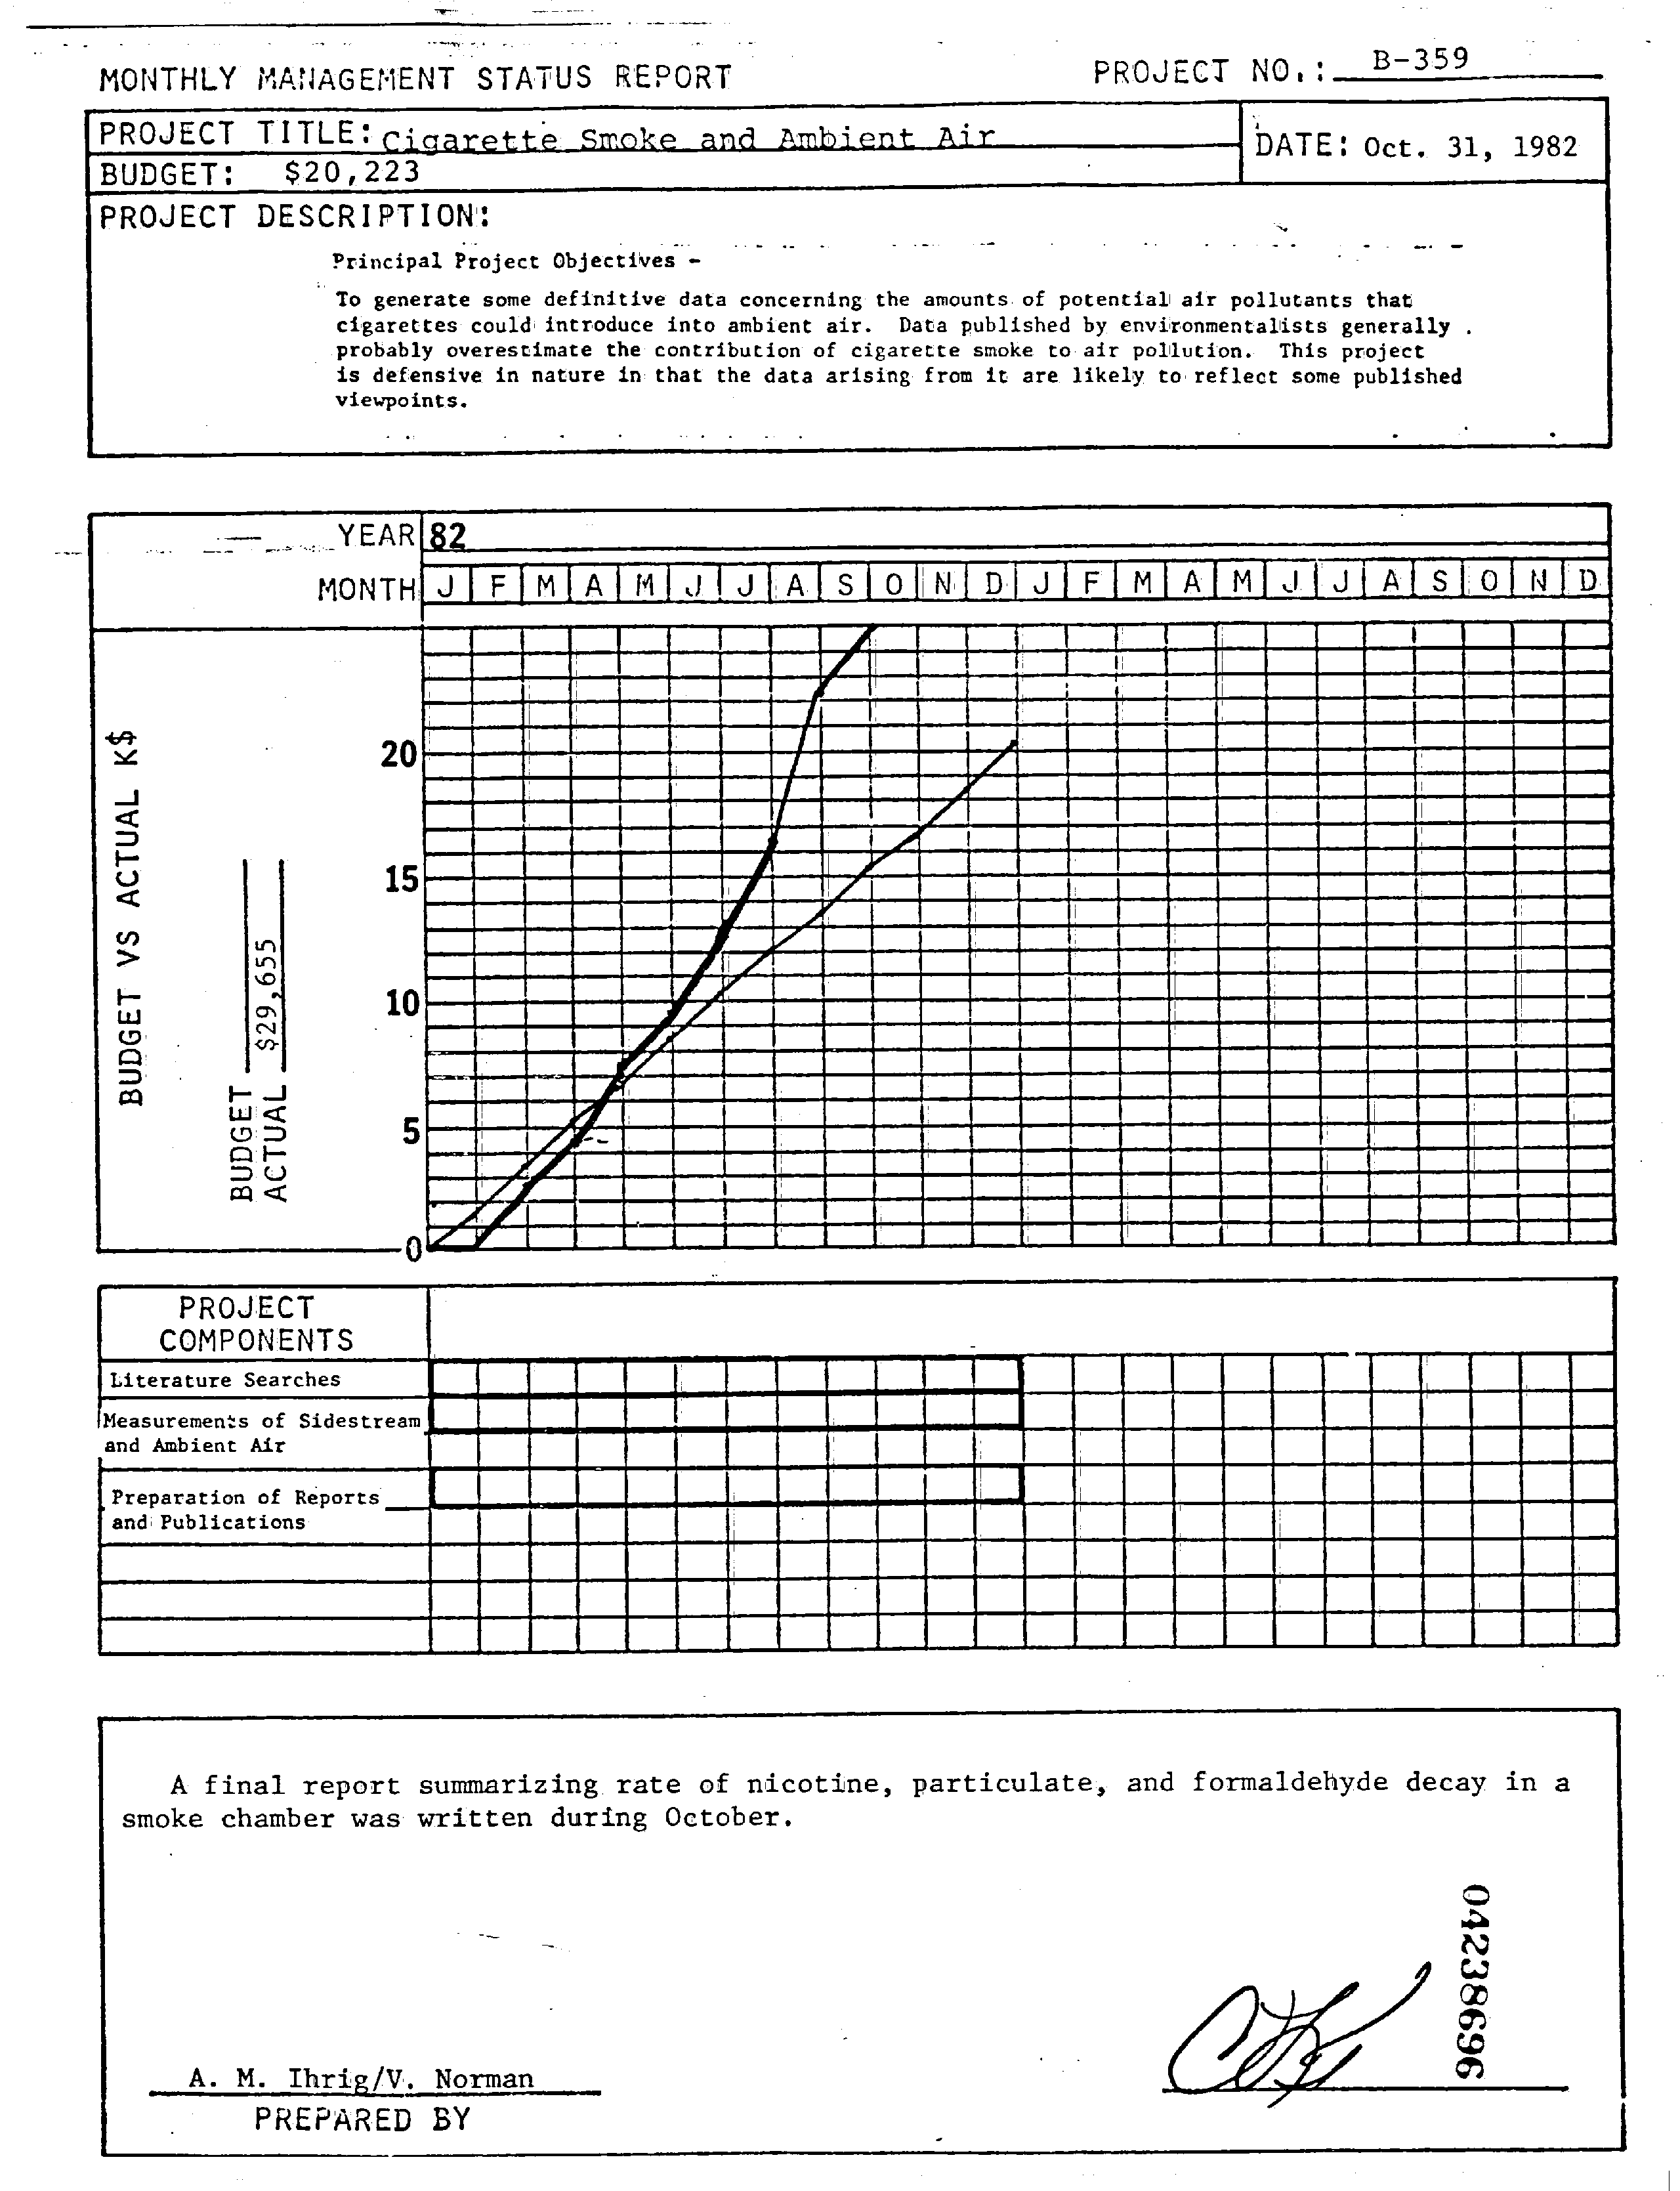 MONTHLY MANAGEMENT STATUS REPORT
PROJECT NO.: B-359
PROJECT TITLE: Cigarette Smoke and Ambient Air
DATE: Oct. 31, 1982
BUDGET: $20,223
PROJECT DESCRIPTION:
Principal Project Objectives -
To generate some definitive data concerning the amounts of potential air pollutants that
cigarettes could introduce into ambient air. Data published by environmentalists generally
probably overestimate the contribution of cigarette smoke to air pollution. This project
is defensive in nature in that the data arising from it are likely to reflect some published
viewpoints.
YEAR 82
MONTH J F M A M J J A S O N D J F M A M J J A S O N D
BUDGET VS ACTUAL K$
BUDGET
ACTUAL $29,655
20
15
10
5
0
PROJECT
COMPONENTS
Literature Searches
Measurements of Sidestream
and Ambient Air
Preparation of Reports
and Publications
A final report summarizing rate of nicotine, particulate, and formaldehyde decay in a
smoke chamber was written during October.
04238696
A. M. Ihrig/V. Norman
PREPARED BY